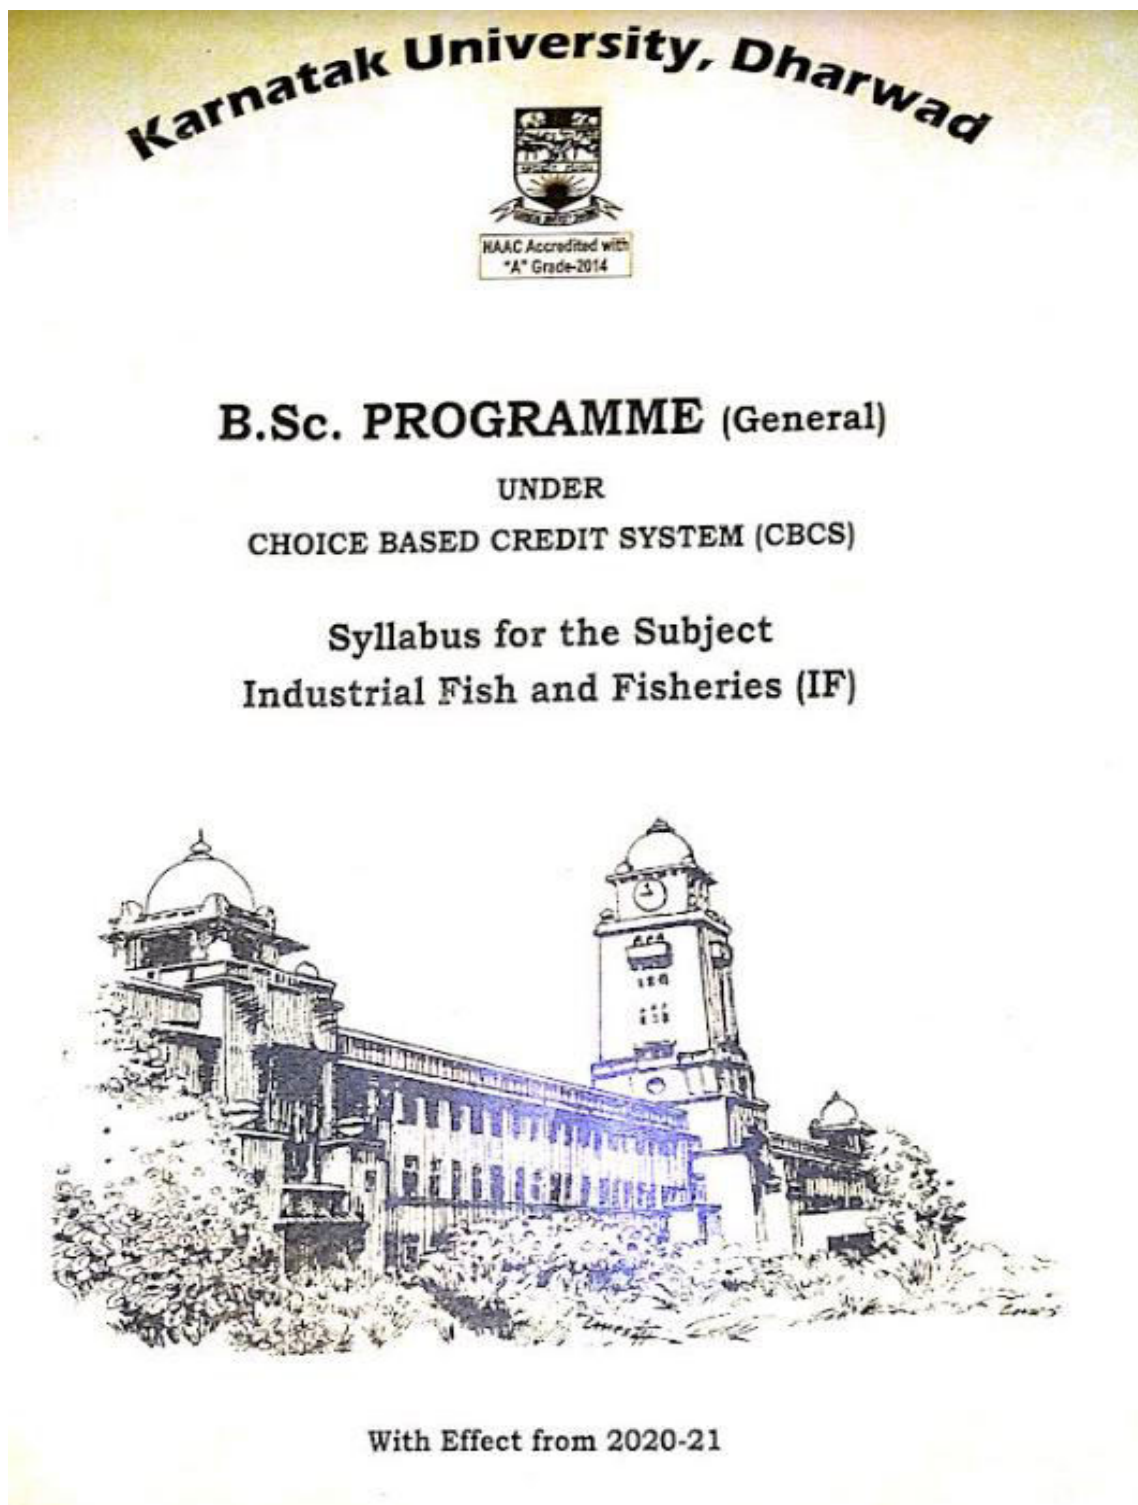 Karnatak University, Dharwad
NAAC Accredited with
"A" Grade-2014
B.Sc. PROGRAMME (General)
UNDER
CHOICE BASED CREDIT SYSTEM (CBCS)
Syllabus for the Subject
Industrial Fish and Fisheries (IF)
With Effect from 2020-21